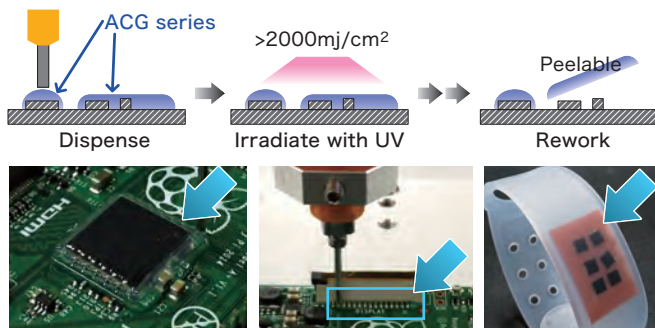 ACG series
>2000mj/cm²
Peelable
Dispense
Irradiate with UV
Rework
HDMI
DISPLAY